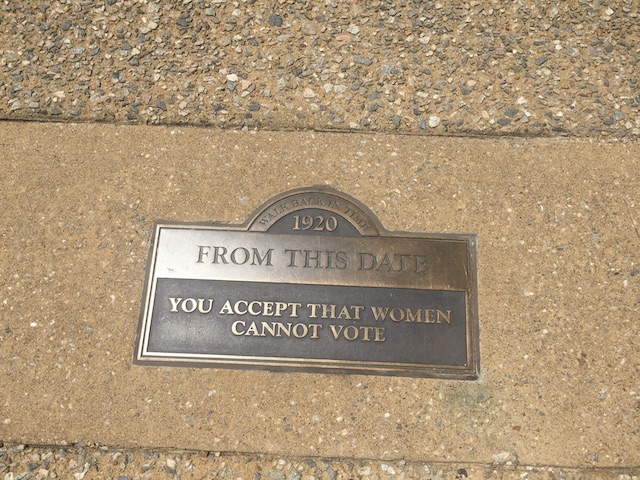 WALK BACK IN TIME
1920
FROM THIS DATE
YOU ACCEPT THAT WOMEN
CANNOT VOTE